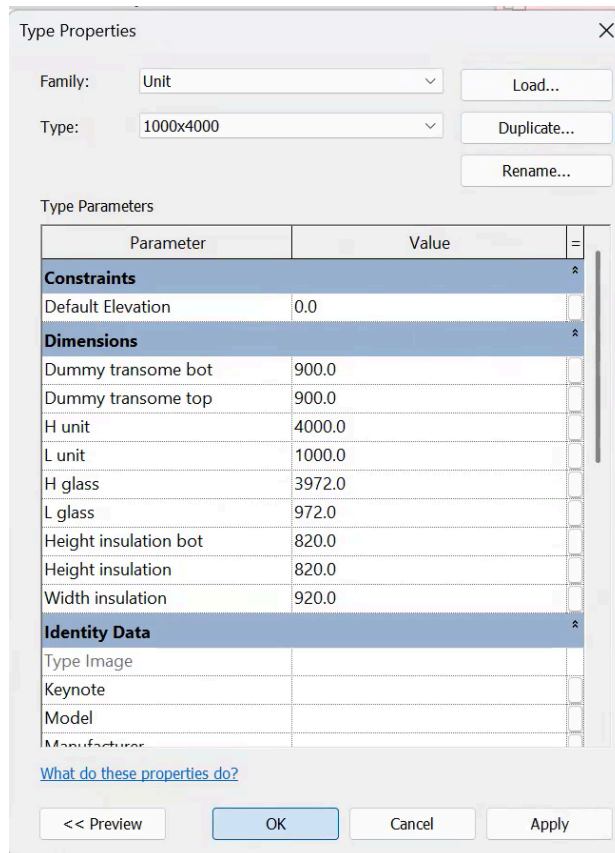 Type Properties
Family: Unit Load...
Type: 1000x4000 Duplicate...
Rename...
Type Parameters
Parameter Value =
Constraints
Default Elevation 0.0
Dimensions
Dummy transome bot 900.0
Dummy transome top 900.0
H unit 4000.0
L unit 1000.0
H glass 3972.0
L glass 972.0
Height insulation bot 820.0
Height insulation 820.0
Width insulation 920.0
Identity Data
Type Image
Keynote
Model
Manufacturer
What do these properties do?
<< Preview OK Cancel Apply